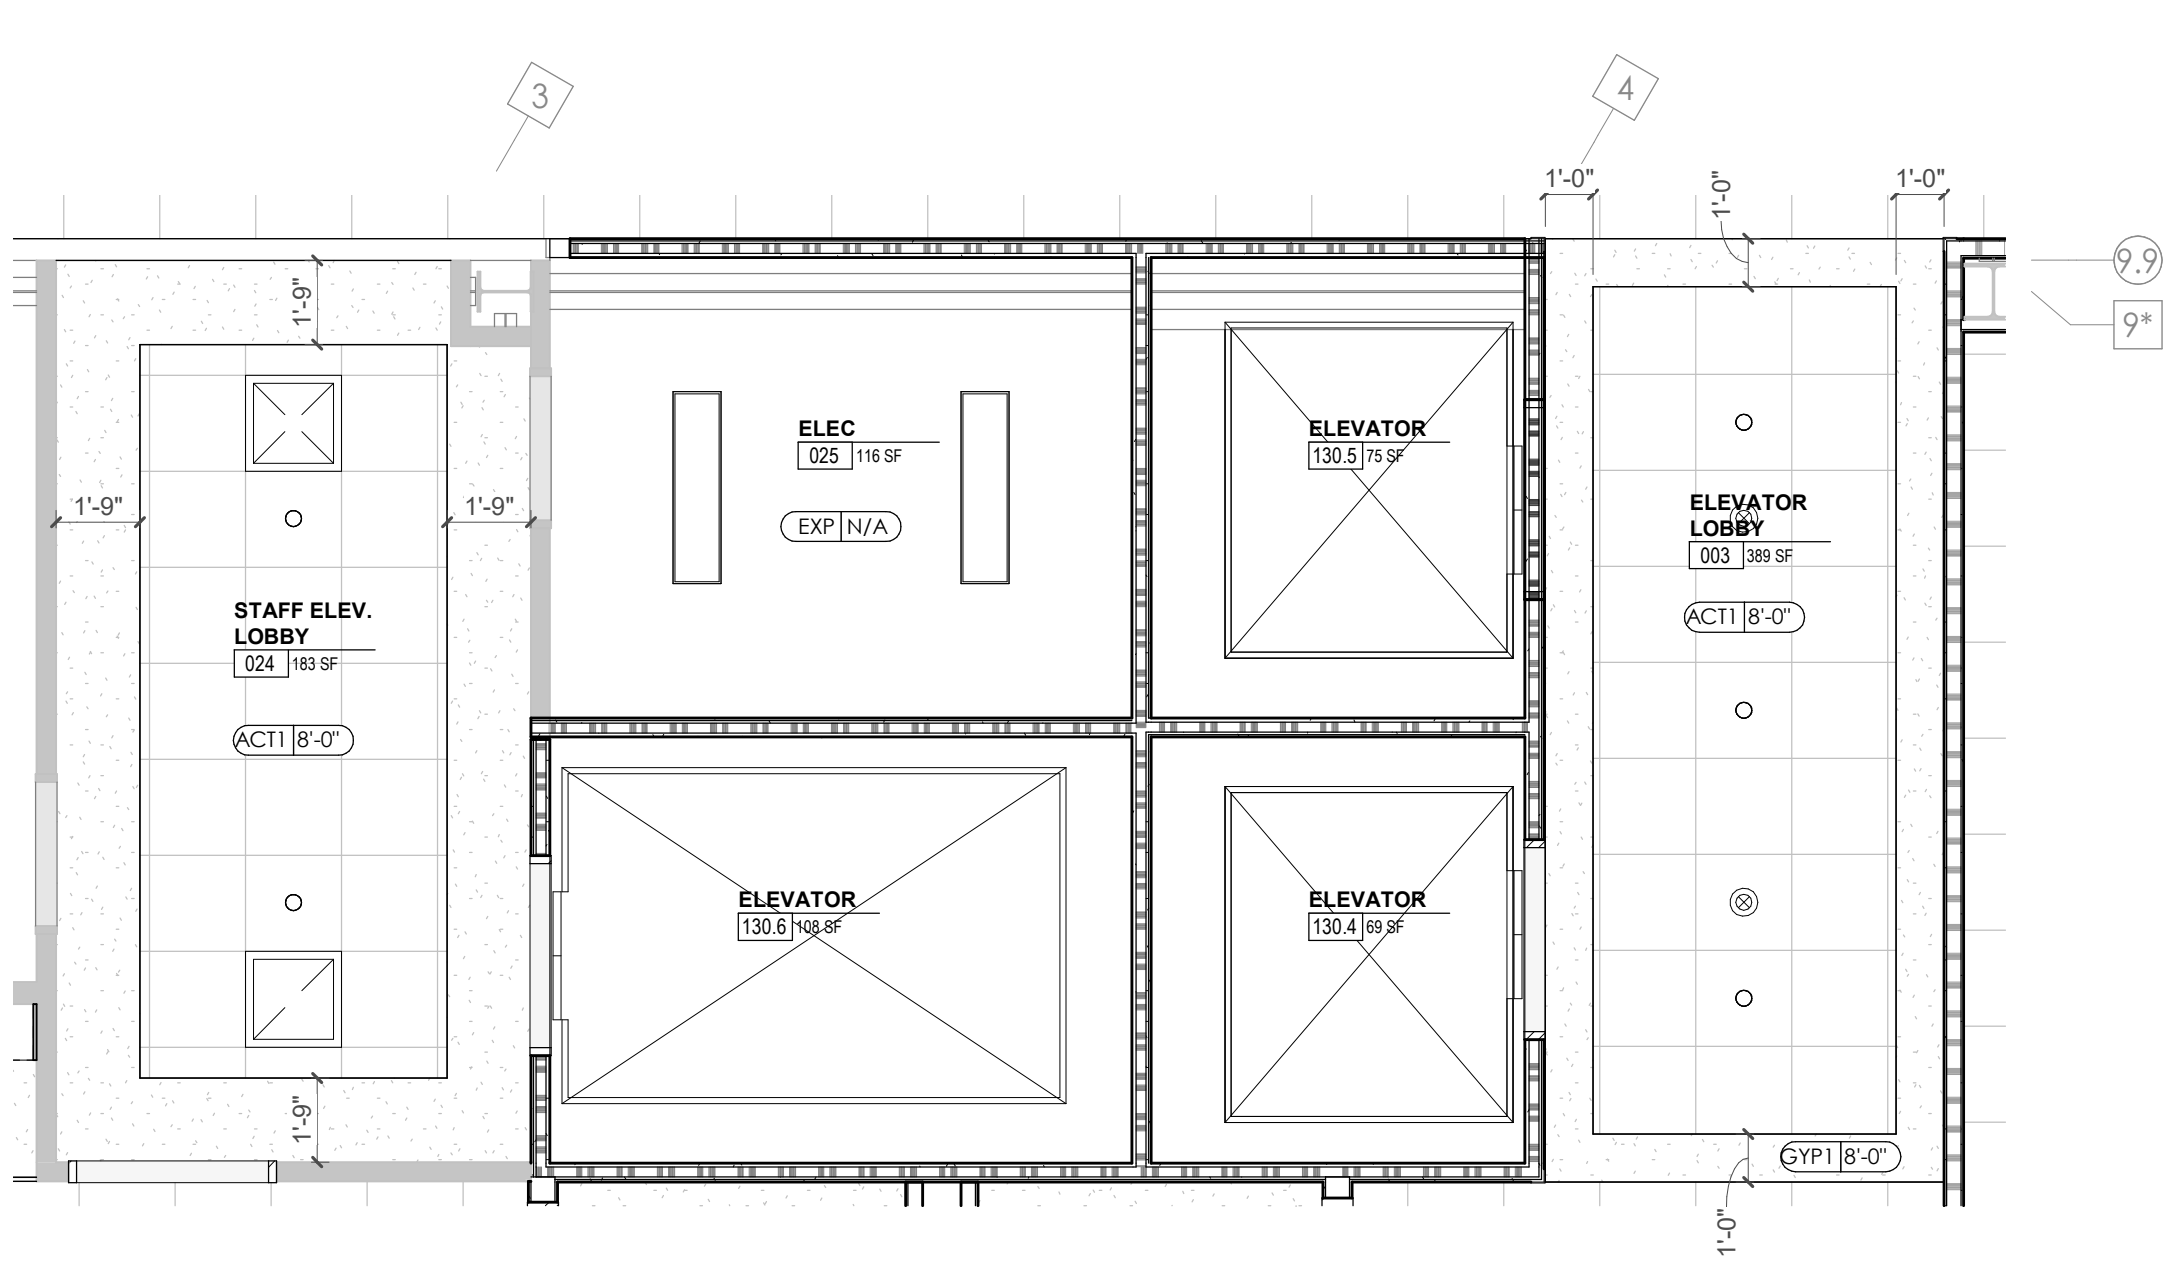 3
4
1'-0"
1'-0"
1'-0"
9.9
9*
1'-9"
1'-9"
1'-9"
ELEC
025 116 SF
EXP N/A
ELEVATOR
130.5 75 SF
ELEVATOR
LOBBY
003 389 SF
ACT1 8'-0"
STAFF ELEV.
LOBBY
024 183 SF
ACT1 8'-0"
ELEVATOR
130.6 108 SF
ELEVATOR
130.4 69 SF
1'-9"
GYP1 8'-0"
1'-0"